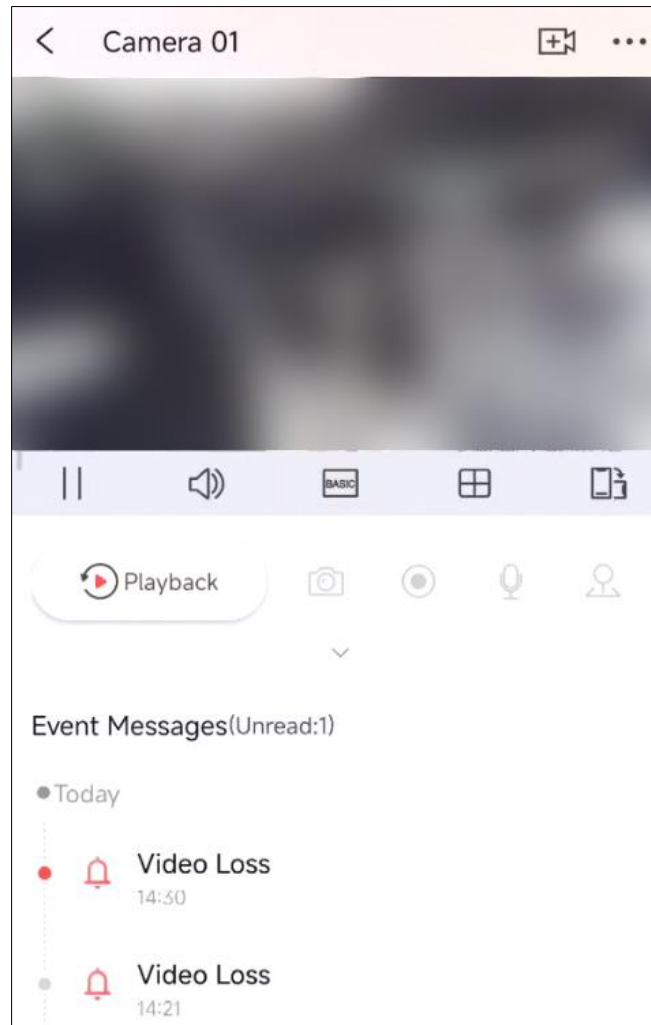 Camera 01
BASIC
Playback
Event Messages(Unread:1)
Today
Video Loss
14:30
Video Loss
14:21